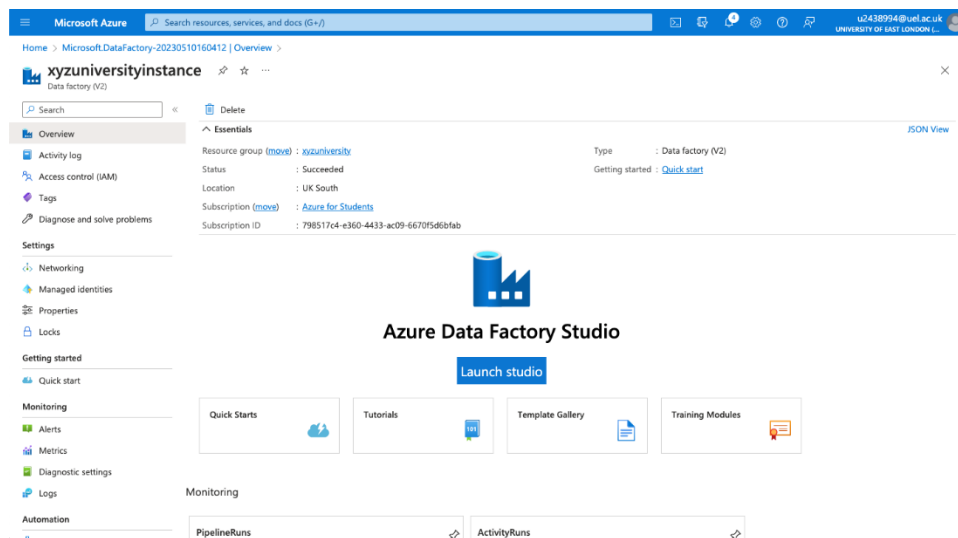 Microsoft Azure
Search resources, services, and docs (G+/)
u2438994@uel.ac.uk
UNIVERSITY OF EAST LONDON (...
Home > Microsoft.DataFactory-20230510160412 | Overview >
xyzuniversityinstance
Data factory (V2)
Search
Overview
Activity log
Access control (IAM)
Tags
Diagnose and solve problems
Settings
Networking
Managed identities
Properties
Locks
Getting started
Quick start
Monitoring
Alerts
Metrics
Diagnostic settings
Logs
Automation
Delete
Essentials
JSON View
Resource group (move) : xyzuniversity
Status : Succeeded
Location : UK South
Subscription (move) : Azure for Students
Subscription ID : 798517c4-e360-4433-ac09-6670f5d6bfab
Type : Data factory (V2)
Getting started : Quick start
Azure Data Factory Studio
Launch studio
Quick Starts
Tutorials
101
Template Gallery
Training Modules
Monitoring
PipelineRuns
ActivityRuns